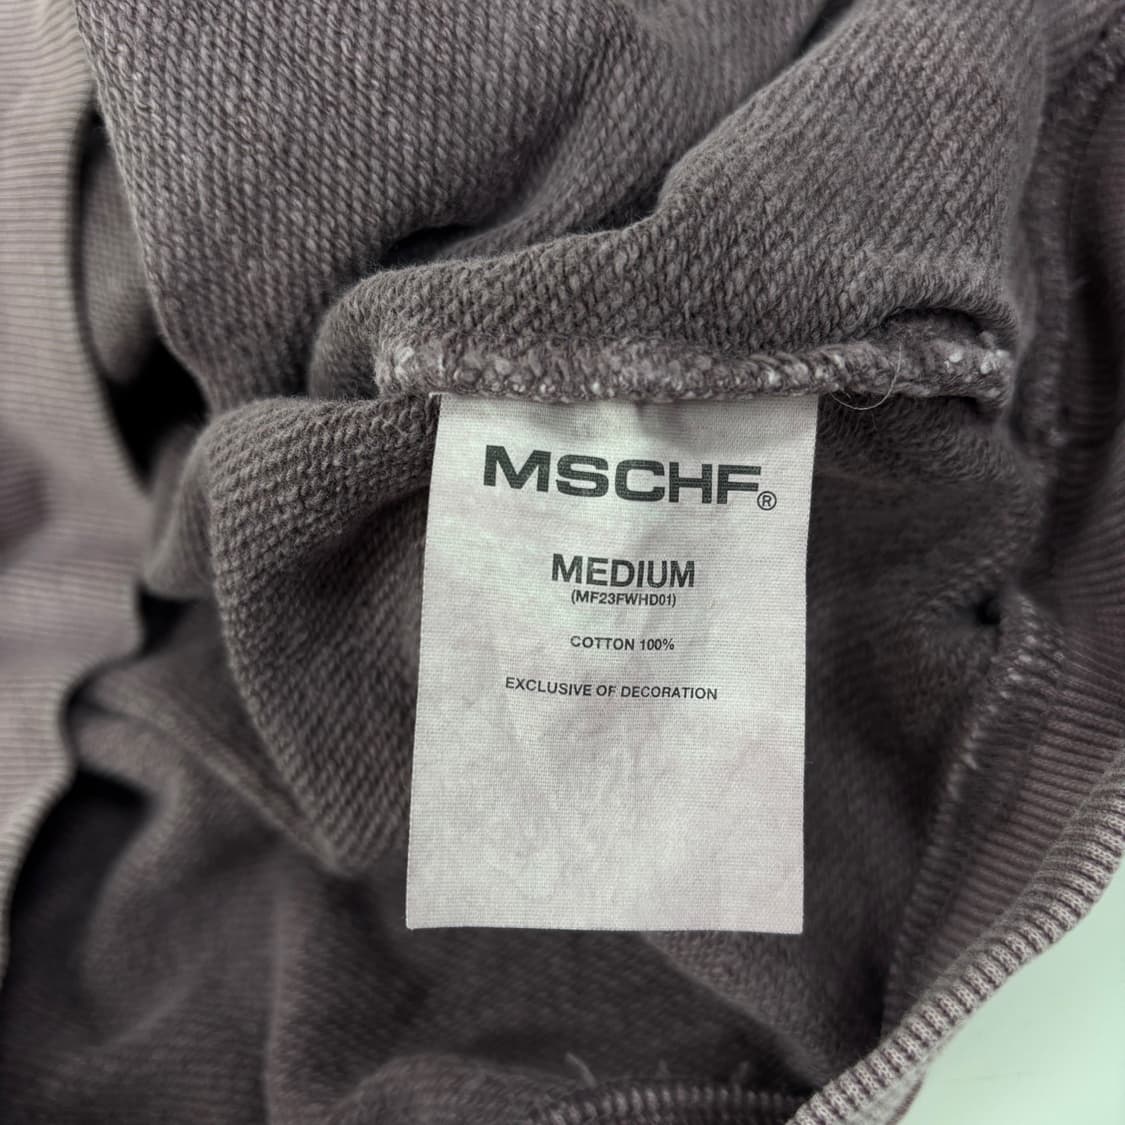 MSCHF®
MEDIUM
(MF23FWHD01)
COTTON 100%
EXCLUSIVE OF DECORATION